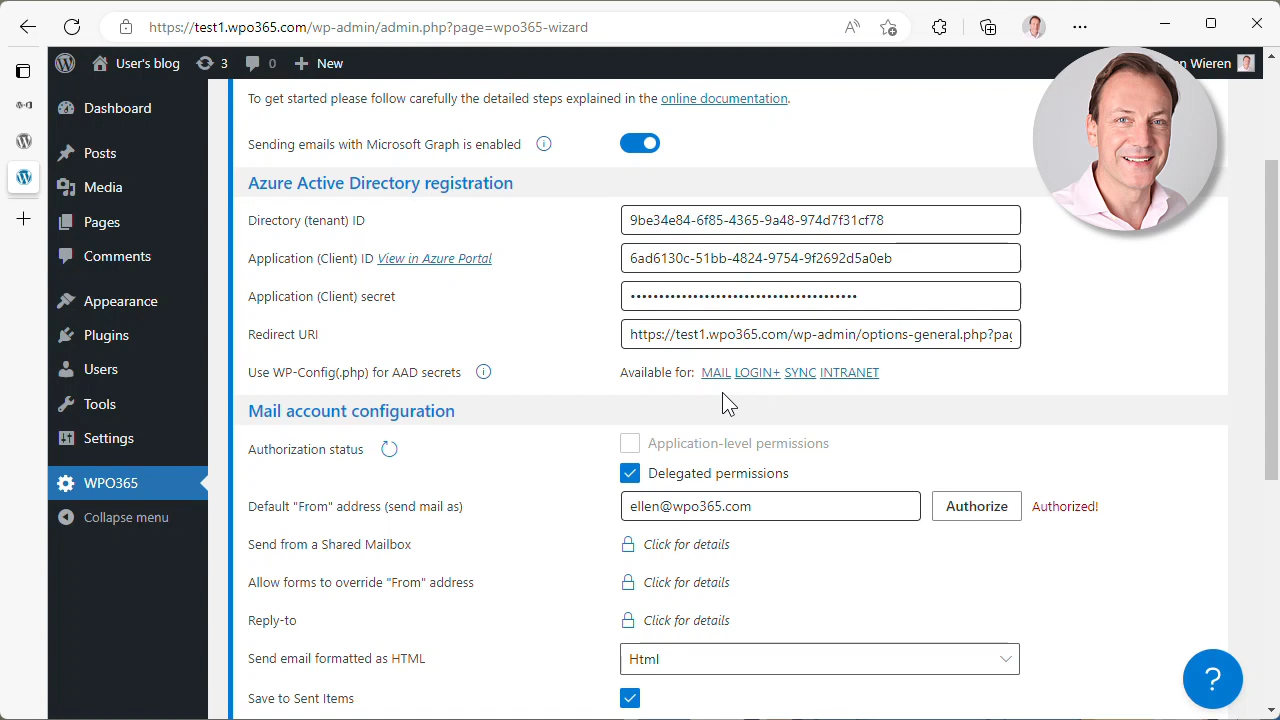 https://test1.wpo365.com/wp-admin/admin.php?page=wpo365-wizard
User's blog 3 0 New n Wieren
Dashboard
Posts
Media
Pages
Comments
Appearance
Plugins
Users
Tools
Settings
WPO365
Collapse menu
To get started please follow carefully the detailed steps explained in the online documentation.
Sending emails with Microsoft Graph is enabled
Azure Active Directory registration
Directory (tenant) ID 9be34e84-6f85-4365-9a48-974d7f31cf78
Application (Client) ID View in Azure Portal 6ad6130c-51bb-4824-9754-9f2692d5a0eb
Application (Client) secret ••••••••••••••••••••••••••••••••••••••••
Redirect URI https://test1.wpo365.com/wp-admin/options-general.php?pag
Use WP-Config(.php) for AAD secrets Available for: MAIL LOGIN+ SYNC INTRANET
Mail account configuration
Authorization status Application-level permissions
Delegated permissions
Default "From" address (send mail as) ellen@wpo365.com Authorize Authorized!
Send from a Shared Mailbox Click for details
Allow forms to override "From" address Click for details
Reply-to Click for details
Send email formatted as HTML Html
Save to Sent Items
?